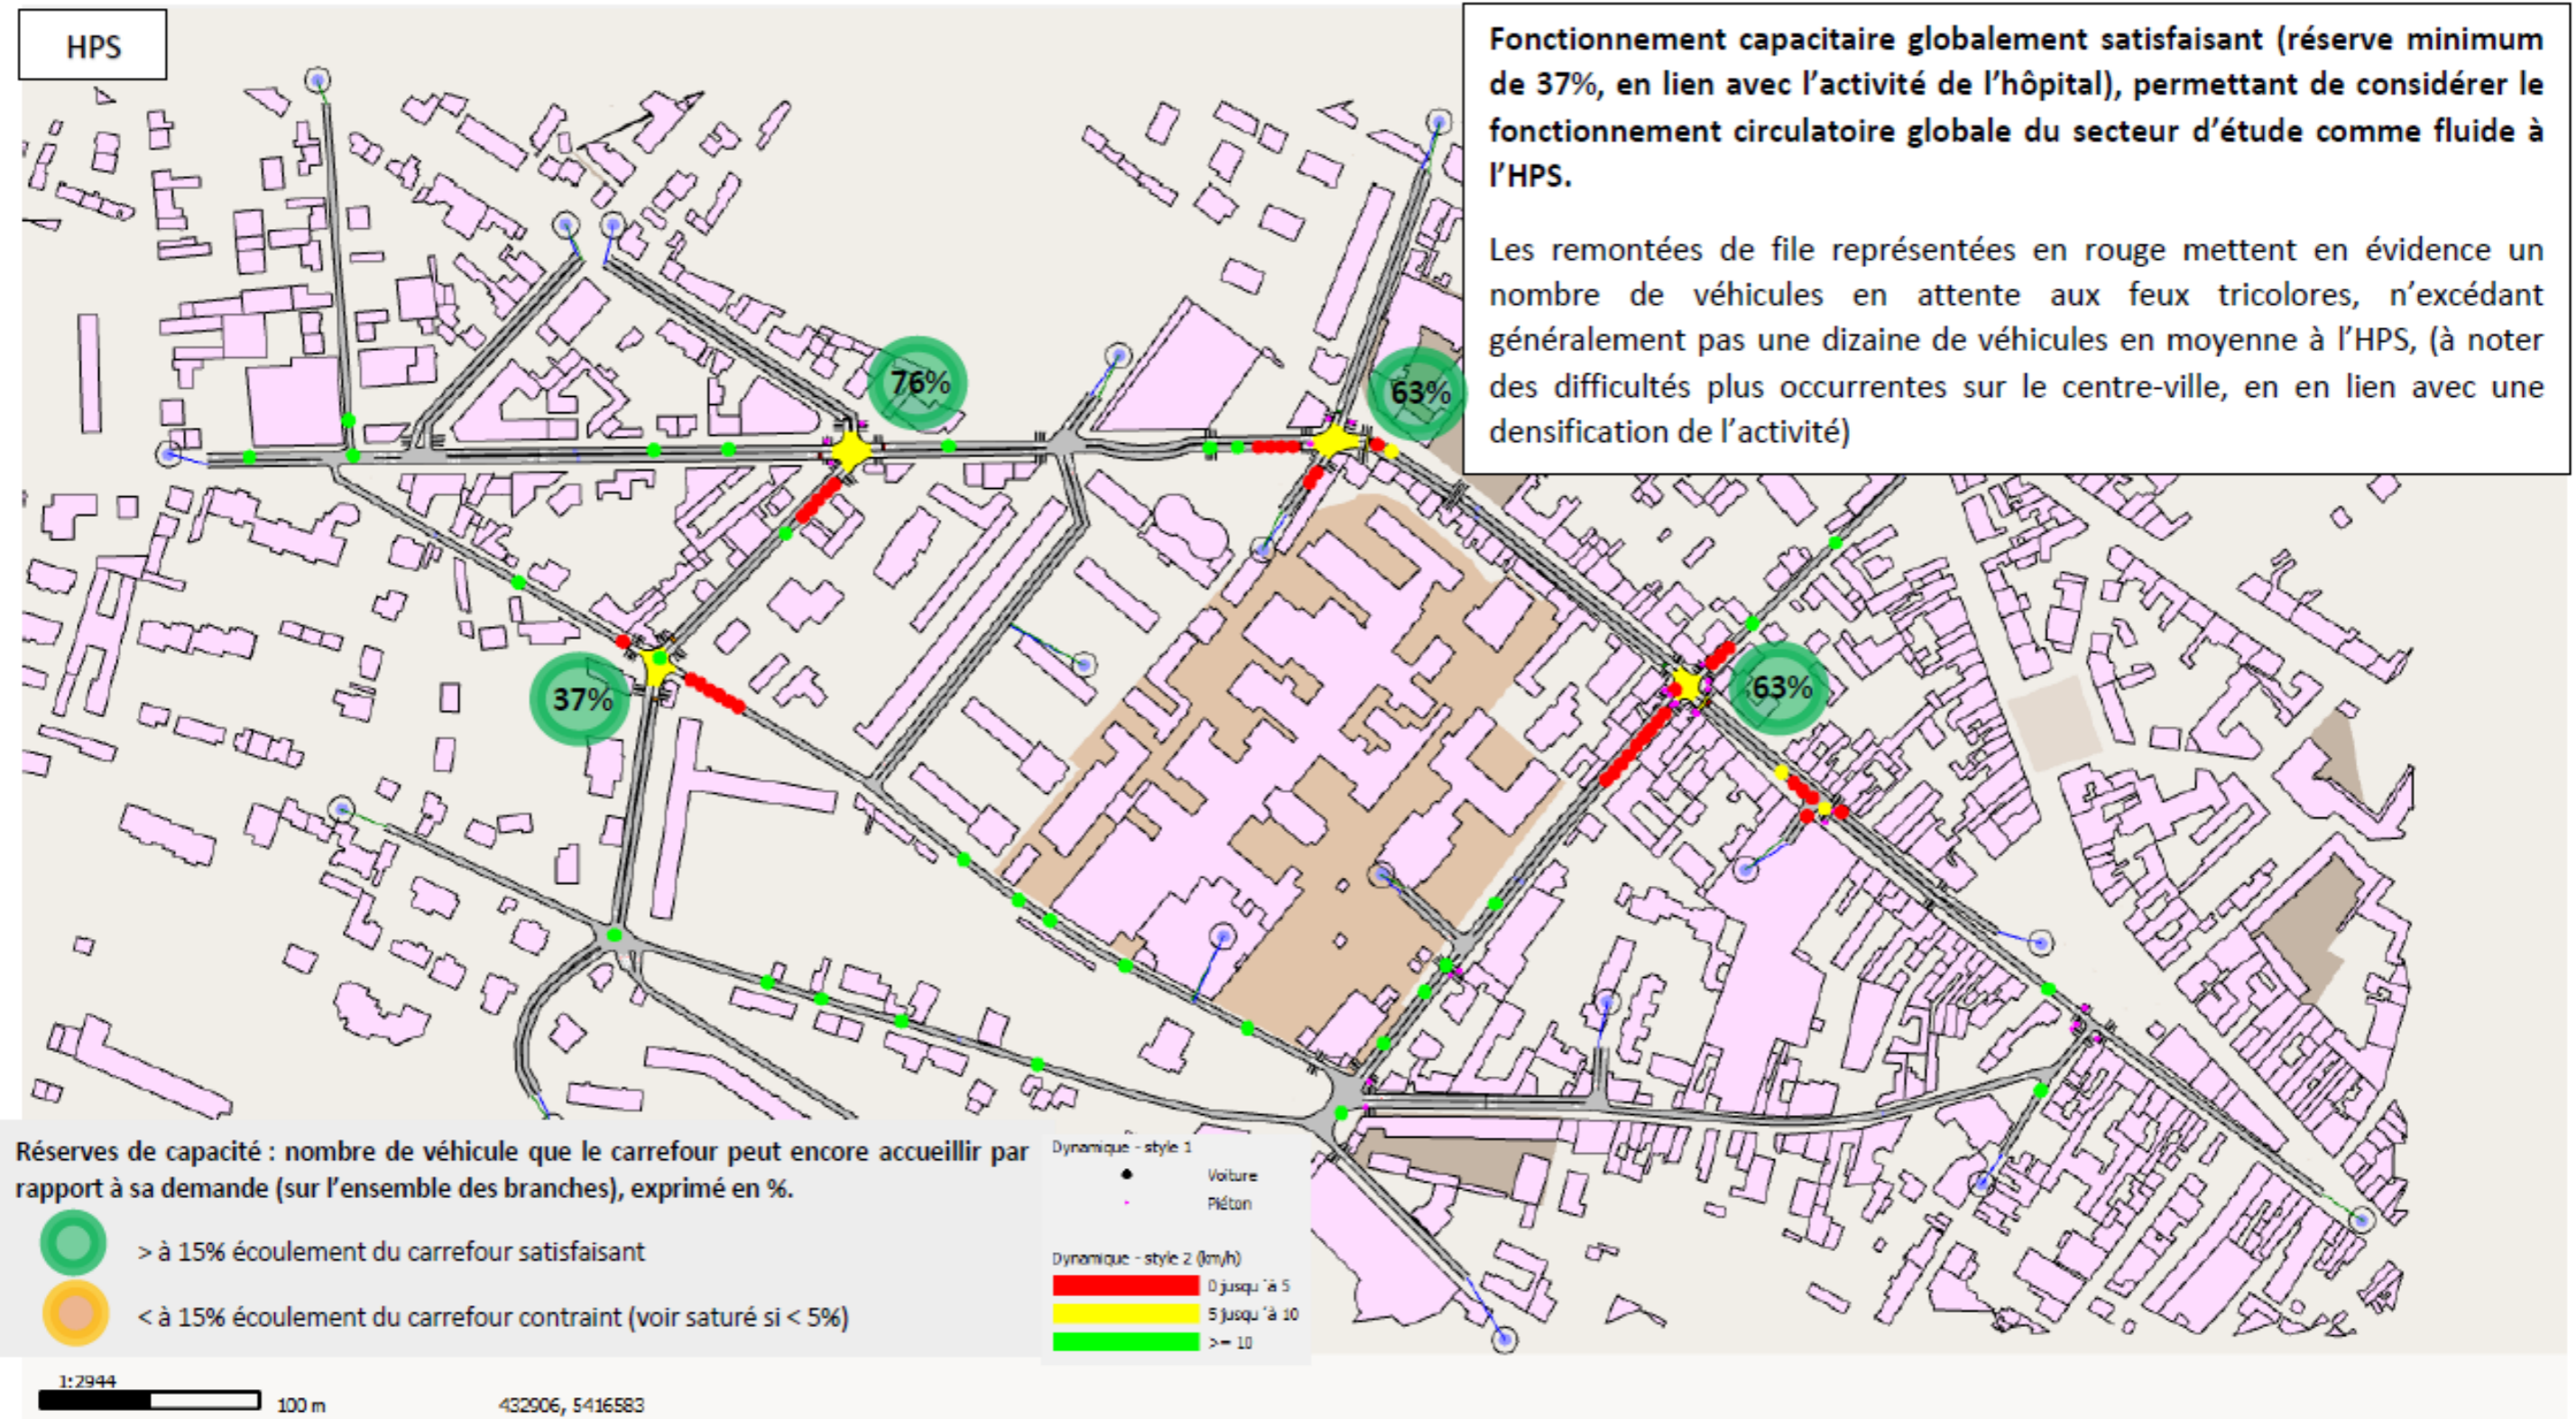 HPS
Fonctionnement capacitaire globalement satisfaisant (réserve minimum
de 37%, en lien avec l'activité de l'hôpital), permettant de considérer le
fonctionnement circulatoire globale du secteur d'étude comme fluide à
l'HPS.
Les remontées de file représentées en rouge mettent en évidence un
nombre de véhicules en attente aux feux tricolores, n'excédant
généralement pas une dizaine de véhicules en moyenne à l'HPS, (à noter
des difficultés plus occurrentes sur le centre-ville, en en lien avec une
densification de l'activité)
76%
63%
37%
63%
Réserves de capacité : nombre de véhicule que le carrefour peut encore accueillir par
rapport à sa demande (sur l'ensemble des branches), exprimé en %.
> à 15% écoulement du carrefour satisfaisant
< à 15% écoulement du carrefour contraint (voir saturé si < 5%)
Dynamique - style 1
Voiture
Piéton
Dynamique - style 2 (km/h)
0 jusqu´à 5
5 jusqu´à 10
>= 10
1:2944
100 m
432906, 5416583